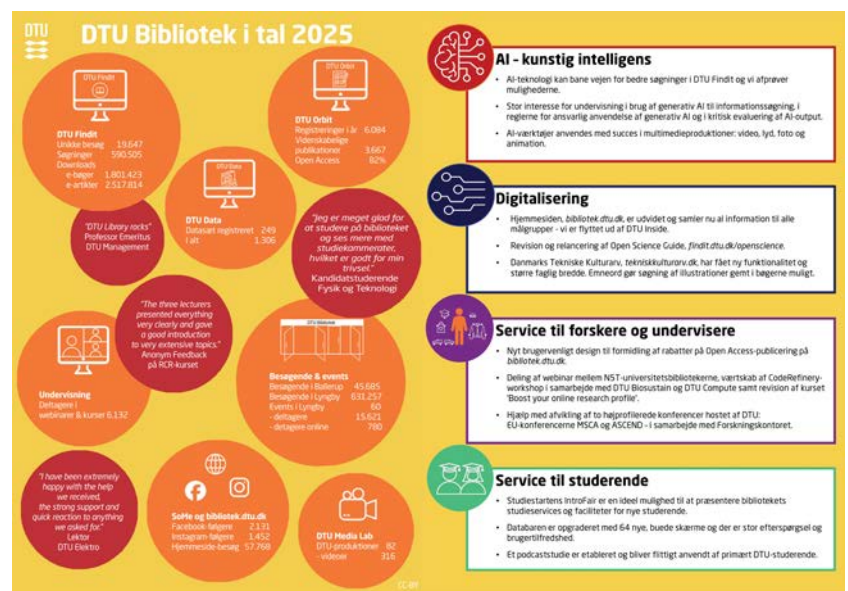 DTU
DTU Bibliotek i tal 2025
DTU Findit
DTU Findit
Unikke besøg 19.647
Søgninger 590.505
Downloads
e-bøger 1.801.423
e-artikler 2.517.814
DTU Orbit
DTU Orbit
Registreringer i år 6.084
Videnskabelige
publikationer 3.667
Open Access 82%
DTU Data
DTU Data
Datasæt registreret 249
I alt 1.306
"DTU Library rocks"
Professor Emeritus
DTU Management
"Jeg er meget glad for
at studere på biblioteket
og ses mere med
studiekammerater,
hvilket er godt for min
trivsel."
Kandidatstuderende
Fysik og Teknologi
"The three lecturers
presented everything
very clearly and gave
a good introduction
to very extensive topics."
Anonym Feedback
på RCR-kurset
Undervisning
Deltagere i
webinarer & kurser 6.132
DTU Bibliotek
Besøgende & events
Besøgende i Ballerup 45.685
Besøgende i Lyngby 631.257
Events i Lyngby 60
- deltagere 15.621
- detagere online 780
"I have been extremely
happy with the help
we received,
the strong support and
quick reaction to anything
we asked for."
Lektor
DTU Elektro
SoMe og bibliotek.dtu.dk
Facebook-følgere 2.131
Instagram-følgere 1.452
Hjemmeside-besøg 57.768
DTU Media Lab
DTU-produktioner 82
- videoer 316
CC-BY
AI - kunstig intelligens
• AI-teknologi kan bane vejen for bedre søgninger i DTU Findit og vi afprøver
mulighederne.
• Stor interesse for undervisning i brug af generativ AI til informationssøgning, i
reglerne for ansvarlig anvendelse af generativ AI og i kritisk evaluering af AI-output.
• AI-værktøjer anvendes med succes i multimedieproduktioner: video, lyd, foto og
animation.
Digitalisering
• Hjemmesiden, bibliotek.dtu.dk, er udvidet og samler nu al information til alle
målgrupper - vi er flyttet ud af DTU Inside.
• Revision og relancering af Open Science Guide, findit.dtu.dk/openscience.
• Danmarks Tekniske Kulturarv, tekniskkulturarv.dk, har fået ny funktionalitet og
større faglig bredde. Emneord gør søgning af illustrationer gemt i bøgerne muligt.
Service til forskere og undervisere
• Nyt brugervenligt design til formidling af rabatter på Open Access-publicering på
bibliotek.dtu.dk.
• Deling af webinar mellem N5T-universitetsbibliotekerne, værtskab af CodeRefinery-
workshop i samarbejde med DTU Biosustain og DTU Compute samt revision af kurset
'Boost your online research profile'.
• Hjælp med afvikling af to højprofilerede konferencer hostet af DTU:
EU-konferencerne MSCA og ASCEND - i samarbejde med Forskningskontoret.
Service til studerende
• Studiestartens IntroFair er en ideel mulighed til at præsentere bibliotekets
studieservices og faciliteter for nye studerende.
• Databaren er opgraderet med 64 nye, buede skærme og der er stor efterspørgsel og
brugertilfredshed.
• Et podcaststudie er etableret og bliver flittigt anvendt af primært DTU-studerende.